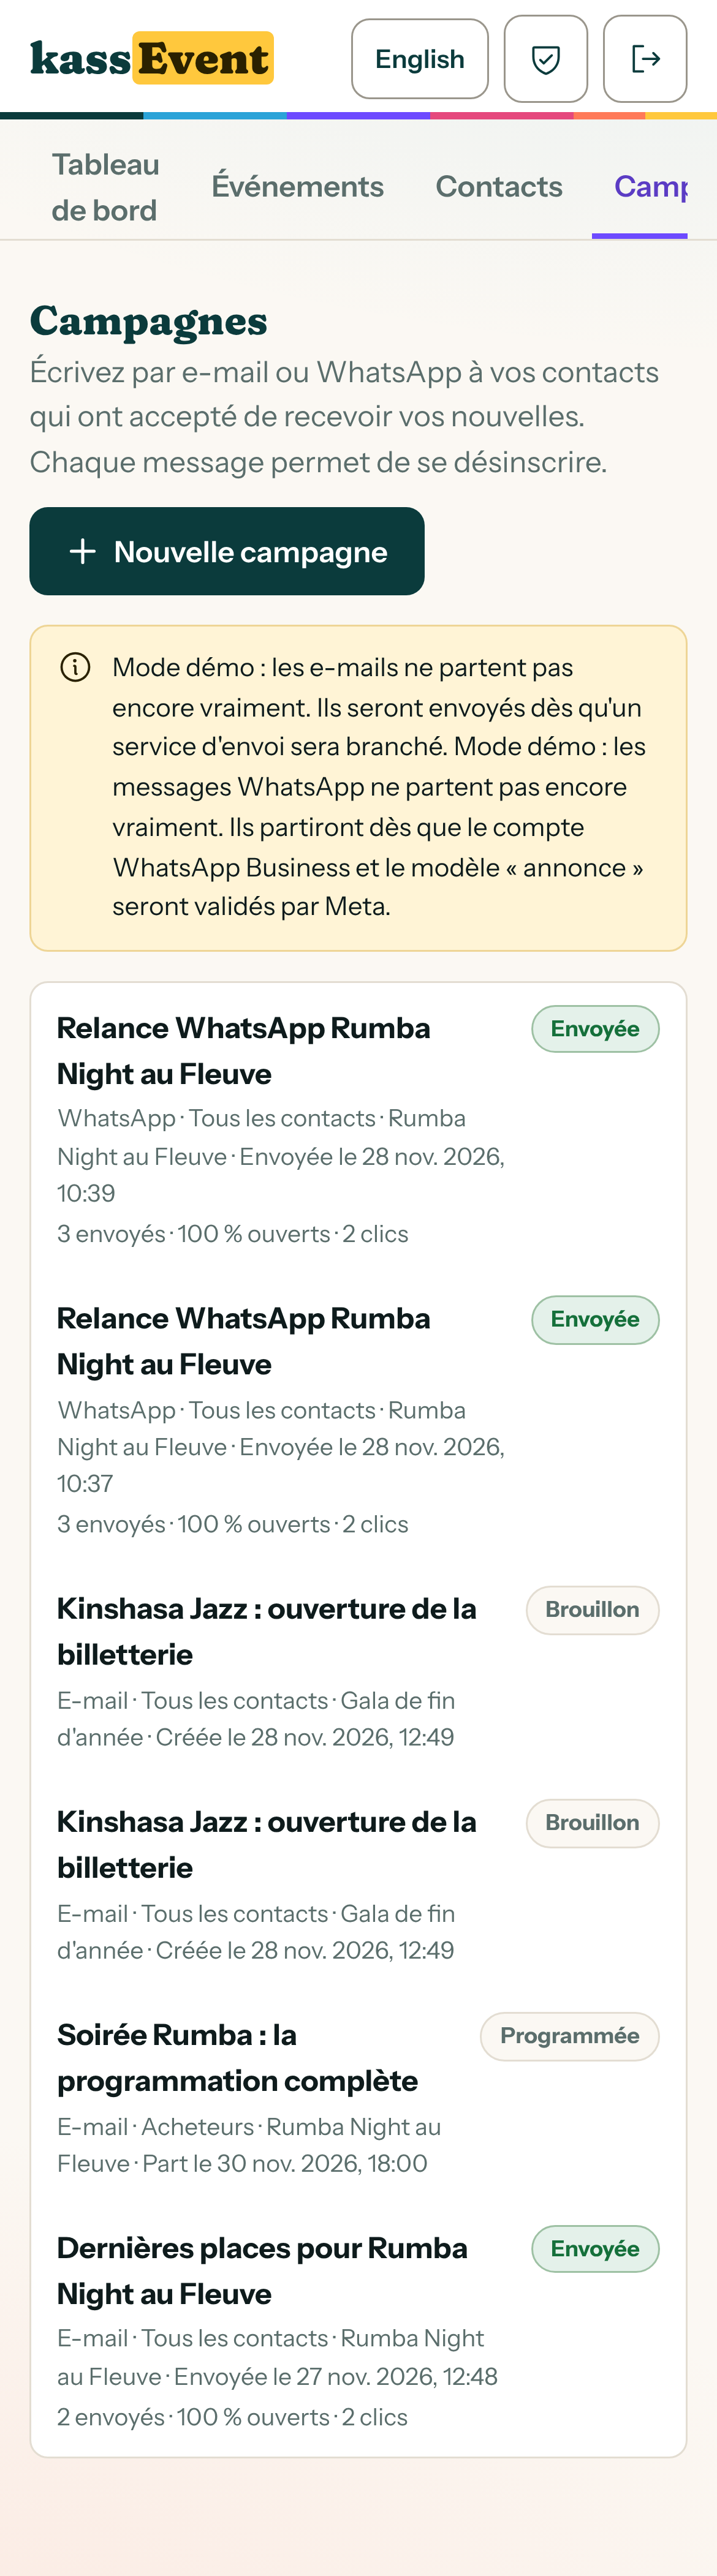 kassEvent
English
Tableau
de bord
Événements
Contacts
Camp
Campagnes
Écrivez par e-mail ou WhatsApp à vos contacts
qui ont accepté de recevoir vos nouvelles.
Chaque message permet de se désinscrire.
+ Nouvelle campagne
Mode démo : les e-mails ne partent pas
encore vraiment. Ils seront envoyés dès qu'un
service d'envoi sera branché. Mode démo : les
messages WhatsApp ne partent pas encore
vraiment. Ils partiront dès que le compte
WhatsApp Business et le modèle « annonce »
seront validés par Meta.
Relance WhatsApp Rumba
Night au Fleuve
Envoyée
WhatsApp · Tous les contacts · Rumba
Night au Fleuve · Envoyée le 28 nov. 2026,
10:39
3 envoyés · 100 % ouverts · 2 clics
Relance WhatsApp Rumba
Night au Fleuve
Envoyée
WhatsApp · Tous les contacts · Rumba
Night au Fleuve · Envoyée le 28 nov. 2026,
10:37
3 envoyés · 100 % ouverts · 2 clics
Kinshasa Jazz : ouverture de la
billetterie
Brouillon
E-mail · Tous les contacts · Gala de fin
d'année · Créée le 28 nov. 2026, 12:49
Kinshasa Jazz : ouverture de la
billetterie
Brouillon
E-mail · Tous les contacts · Gala de fin
d'année · Créée le 28 nov. 2026, 12:49
Soirée Rumba : la
programmation complète
Programmée
E-mail · Acheteurs · Rumba Night au
Fleuve · Part le 30 nov. 2026, 18:00
Dernières places pour Rumba
Night au Fleuve
Envoyée
E-mail · Tous les contacts · Rumba Night
au Fleuve · Envoyée le 27 nov. 2026, 12:48
2 envoyés · 100 % ouverts · 2 clics